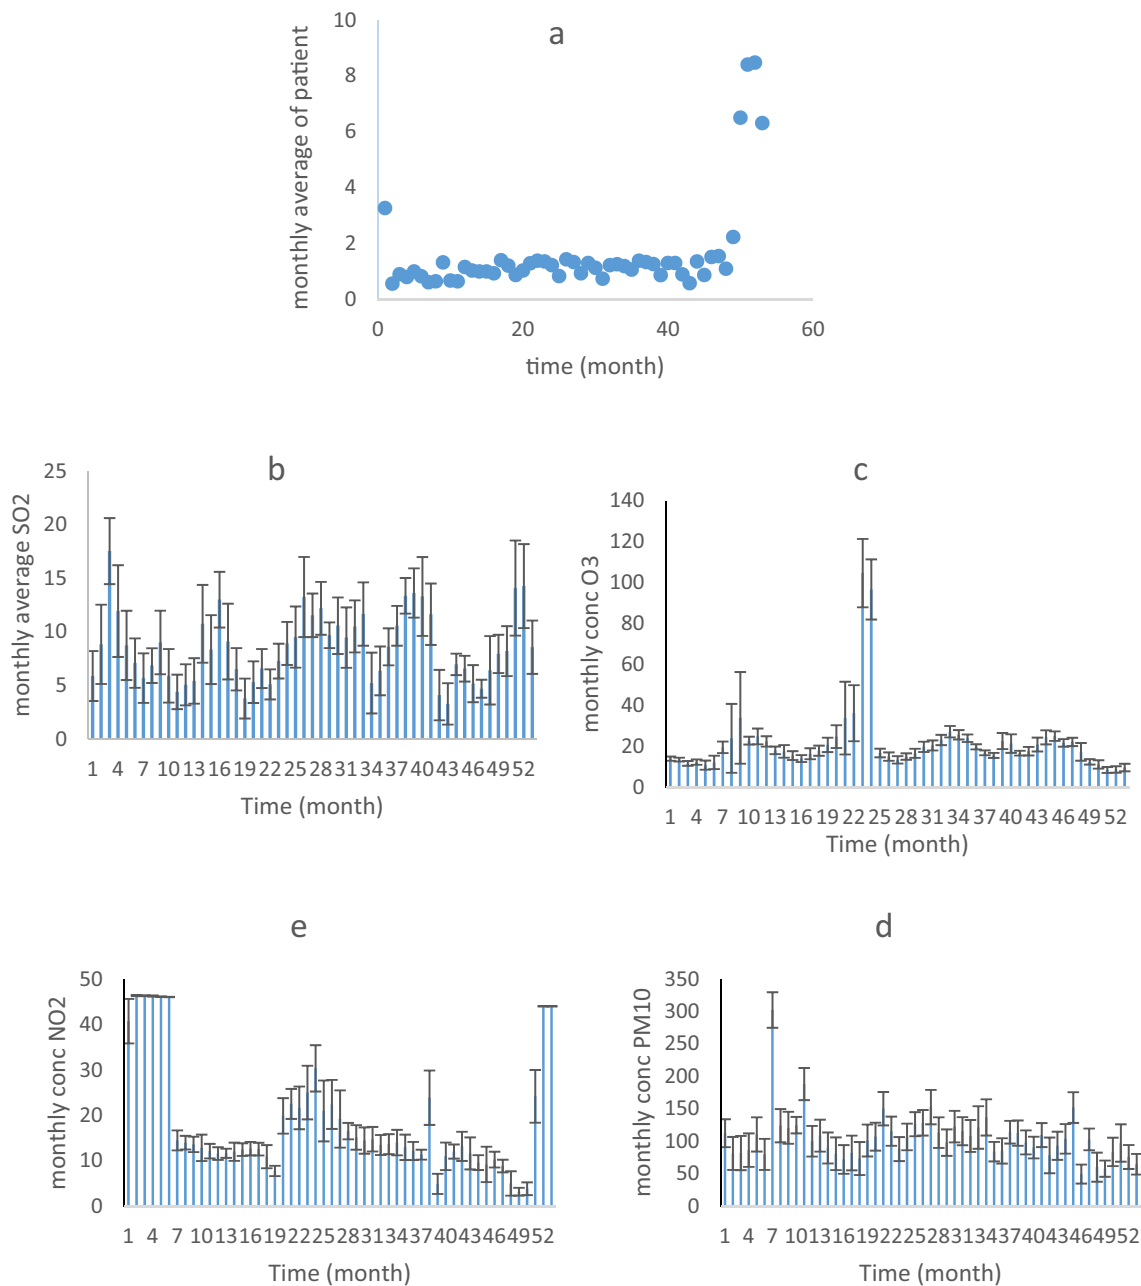 a
monthly average of patient
10
8
6
4
2
0
0 20 40 60
time (month)
b
monthly average SO2
25
20
15
10
5
0
1 4 7 10 13 16 19 22 25 28 31 34 37 40 43 46 49 52
Time (month)
c
monthly conc O3
140
120
100
80
60
40
20
0
1 4 7 10 13 16 19 22 25 28 31 34 37 40 43 46 49 52
Time (month)
e
monthly conc NO2
50
40
30
20
10
0
1 4 7 10 13 16 19 22 25 28 31 34 37 40 43 46 49 52
Time (month)
d
monthly conc PM10
350
300
250
200
150
100
50
0
1 4 7 10 13 16 19 22 25 28 31 34 37 40 43 46 49 52
Time (month)